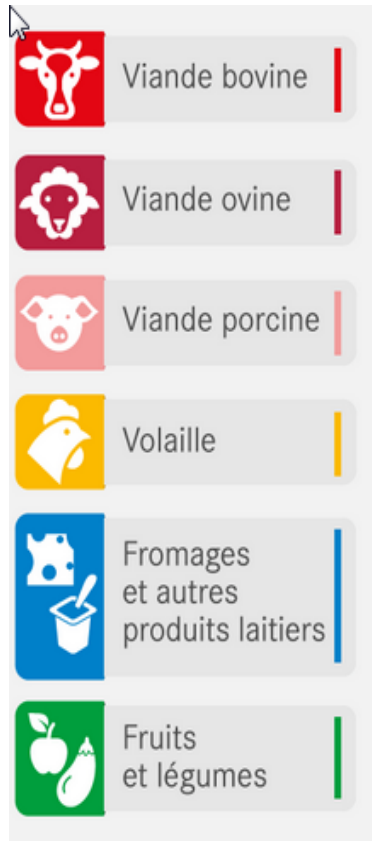 Viande bovine
Viande ovine
Viande porcine
Volaille
Fromages
et autres
produits laitiers
Fruits
et légumes